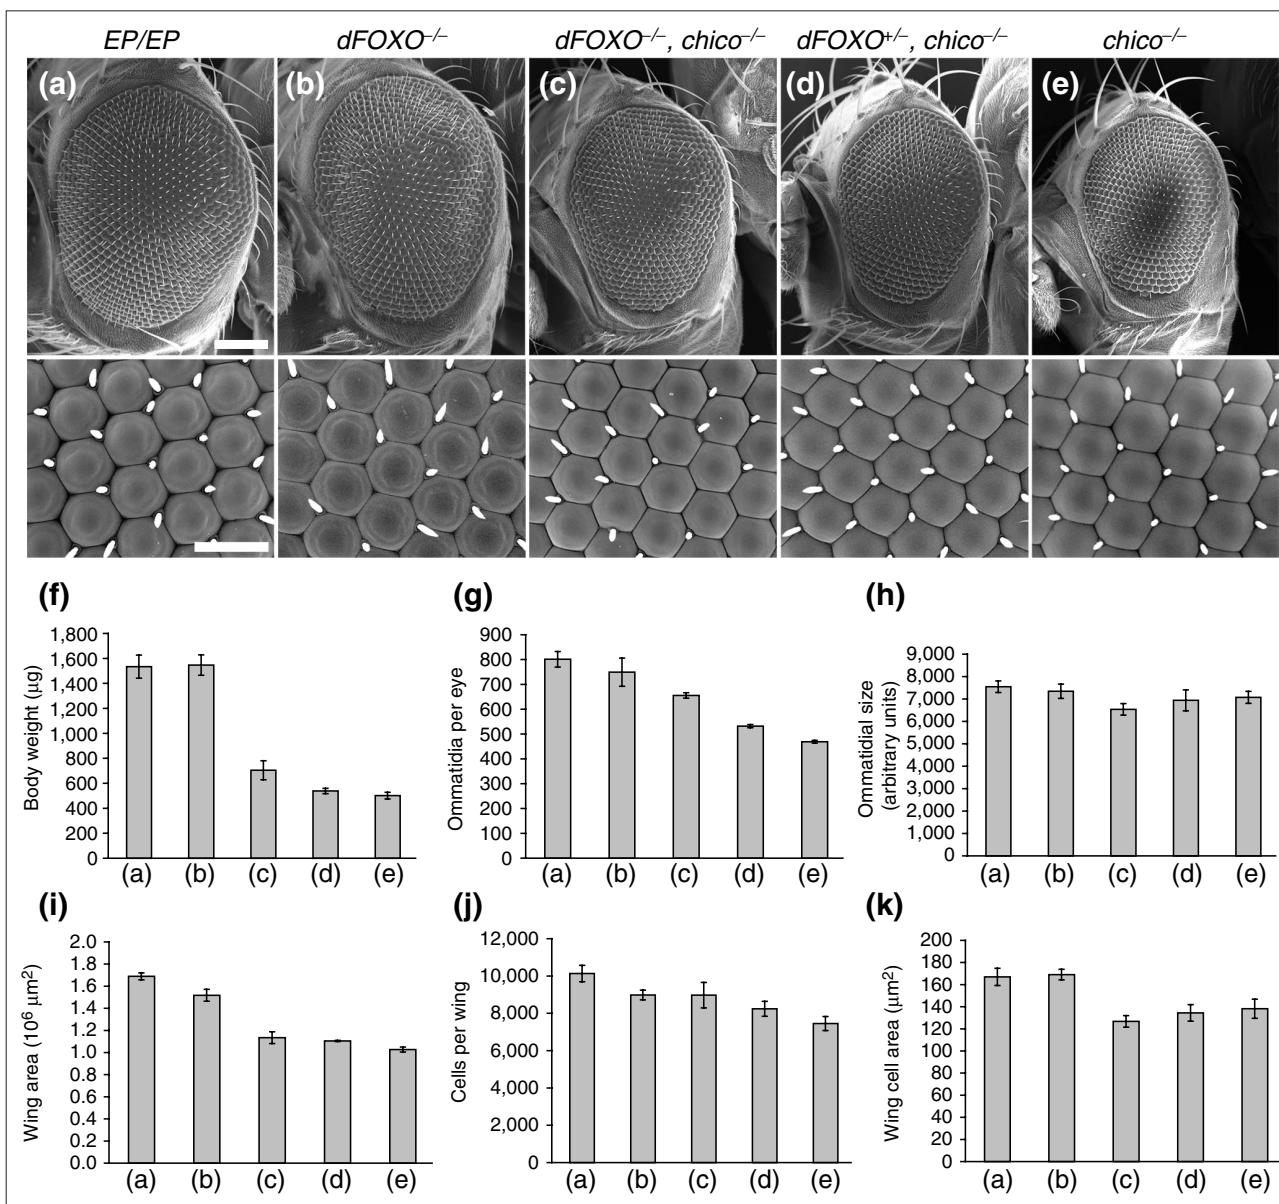 EP/EP dFOXO–/– dFOXO–/–, chico–/– dFOXO+/–, chico–/– chico–/–
(a) (b) (c) (d) (e)
(f)
1,800
1,600
1,400
1,200
1,000
800
600
400
200
0
Body weight (μg)
(a) (b) (c) (d) (e)
(g)
900
800
700
600
500
400
300
200
100
0
Ommatidia per eye
(a) (b) (c) (d) (e)
(h)
9,000
8,000
7,000
6,000
5,000
4,000
3,000
2,000
1,000
0
Ommatidial size
(arbitrary units)
(a) (b) (c) (d) (e)
(i)
2.0
1.8
1.6
1.4
1.2
1.0
0.8
0.6
0.4
0.2
0.0
Wing area (10⁶ μm²)
(a) (b) (c) (d) (e)
(j)
12,000
10,000
8,000
6,000
4,000
2,000
0
Cells per wing
(a) (b) (c) (d) (e)
(k)
200
180
160
140
120
100
80
60
40
20
0
Wing cell area (μm²)
(a) (b) (c) (d) (e)